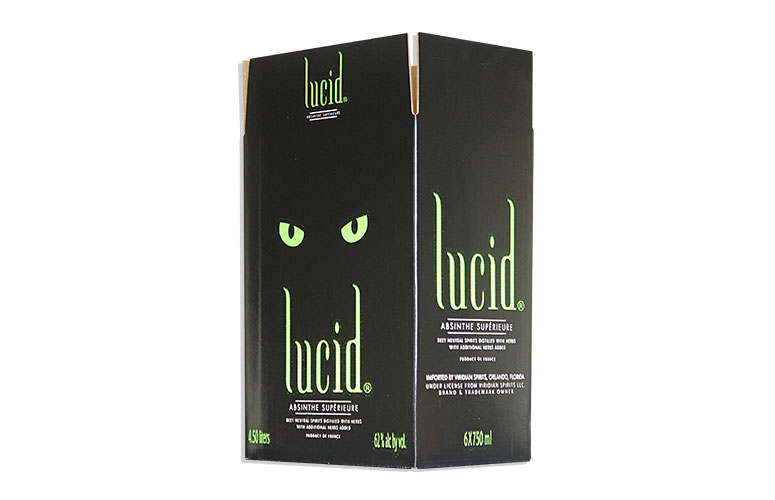 lucid®
ABSINTHE SUPÉRIEURE
lucid®
ABSINTHE SUPÉRIEURE
BEET NEUTRAL SPIRITS DISTILLED WITH HERBS
WITH ADDITIONAL HERBS ADDED
PRODUCT OF FRANCE
4.50 liters
62% alc by vol.
lucid®
ABSINTHE SUPÉRIEURE
BEET NEUTRAL SPIRITS DISTILLED WITH HERBS
WITH ADDITIONAL HERBS ADDED
PRODUCT OF FRANCE
IMPORTED BY VIRIDIAN SPIRITS, ORLANDO, FLORIDA
UNDER LICENSE FROM VIRIDIAN SPIRITS LLC.
BRAND & TRADEMARK OWNER
6X750 ml